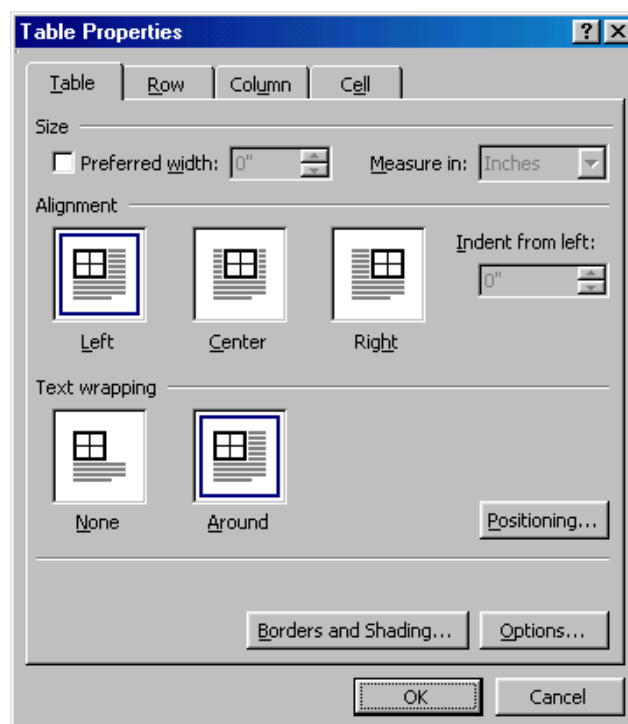 Table Properties
Table Row Column Cell
Size
Preferred width: 0" Measure in: Inches
Alignment
Indent from left:
0"
Left Center Right
Text wrapping
None Around
Positioning...
Borders and Shading... Options...
OK Cancel